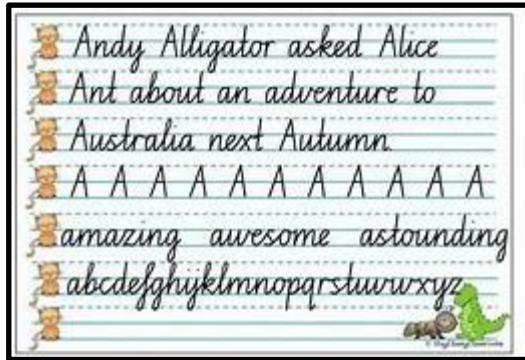 Andy Alligator asked Alice
Ant about an adventure to
Australia next Autumn.
A A A A A A A A A A A
amazing awesome astounding
abcdefghijklmnopqrstuvwxyz